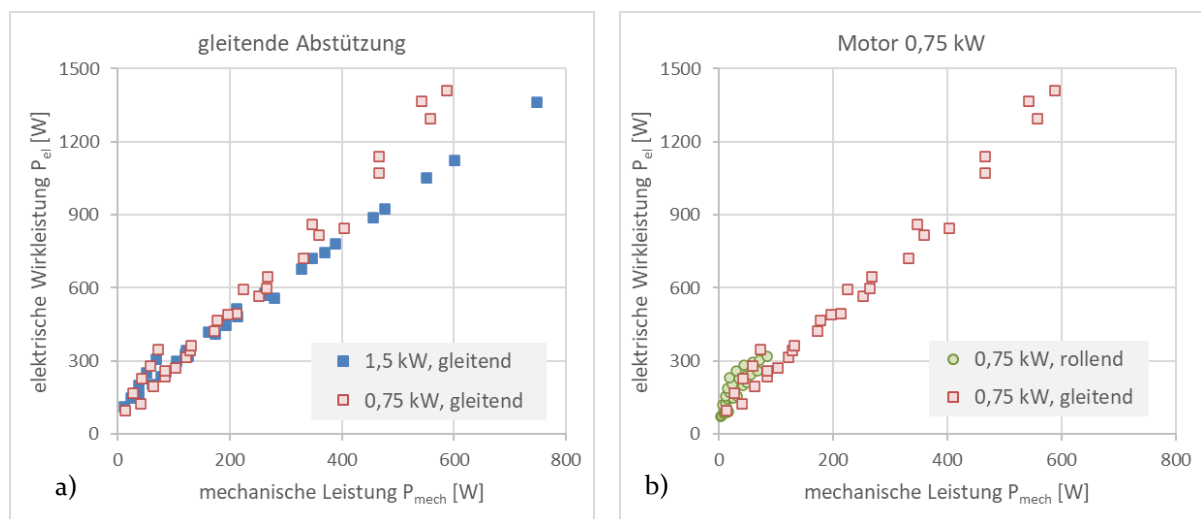 gleitende Abstützung
elektrische Wirkleistung P_el [W]
1500
1200
900
600
300
0
1,5 kW, gleitend
0,75 kW, gleitend
0 200 400 600 800
mechanische Leistung P_mech [W]
a)
Motor 0,75 kW
elektrische Wirkleistung P_el [W]
1500
1200
900
600
300
0
0,75 kW, rollend
0,75 kW, gleitend
0 200 400 600 800
mechanische Leistung P_mech [W]
b)